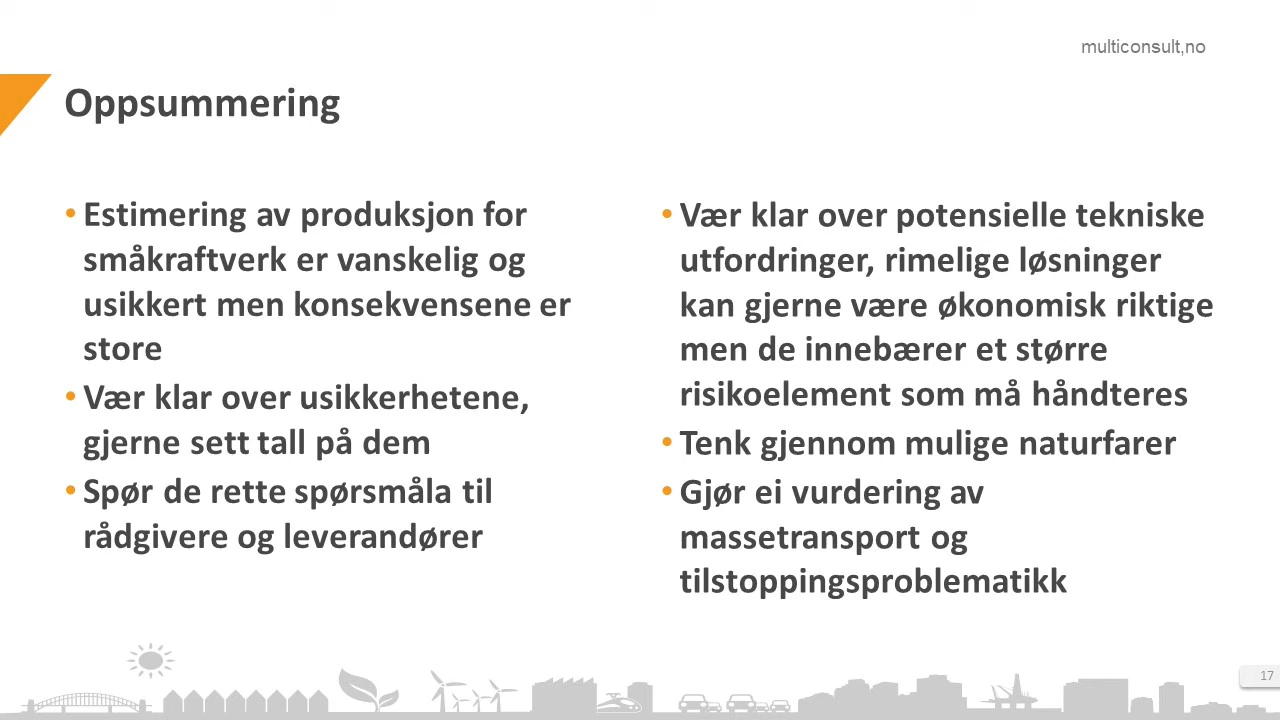 multiconsult,no
Oppsummering
• Estimering av produksjon for
småkraftverk er vanskelig og
usikkert men konsekvensene er
store
• Vær klar over usikkerhetene,
gjerne sett tall på dem
• Spør de rette spørsmåla til
rådgivere og leverandører
• Vær klar over potensielle tekniske
utfordringer, rimelige løsninger
kan gjerne være økonomisk riktige
men de innebærer et større
risikoelement som må håndteres
• Tenk gjennom mulige naturfarer
• Gjør ei vurdering av
massetransport og
tilstoppingsproblematikk
17